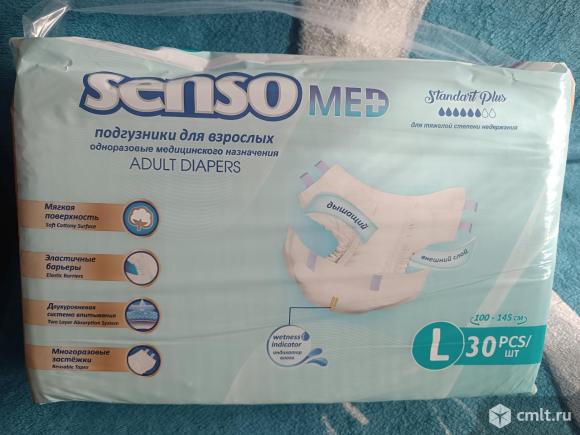 senso MED
Standart Plus
для тяжелой степени недержания
подгузники для взрослых
одноразовые медицинского назначения
ADULT DIAPERS
Мягкая
поверхность
Soft Cottony Surface
Эластичные
барьеры
Elastic Barriers
Двухуровневая
система впитывания
Two Layer Absorption System
Многоразовые
застёжки
Reusable Tapes
дышащий
внешний слой
wetness
indicator
индикатор
влаги
100 - 145 см
L 30 PCS/
ШТ
cmlt.ru